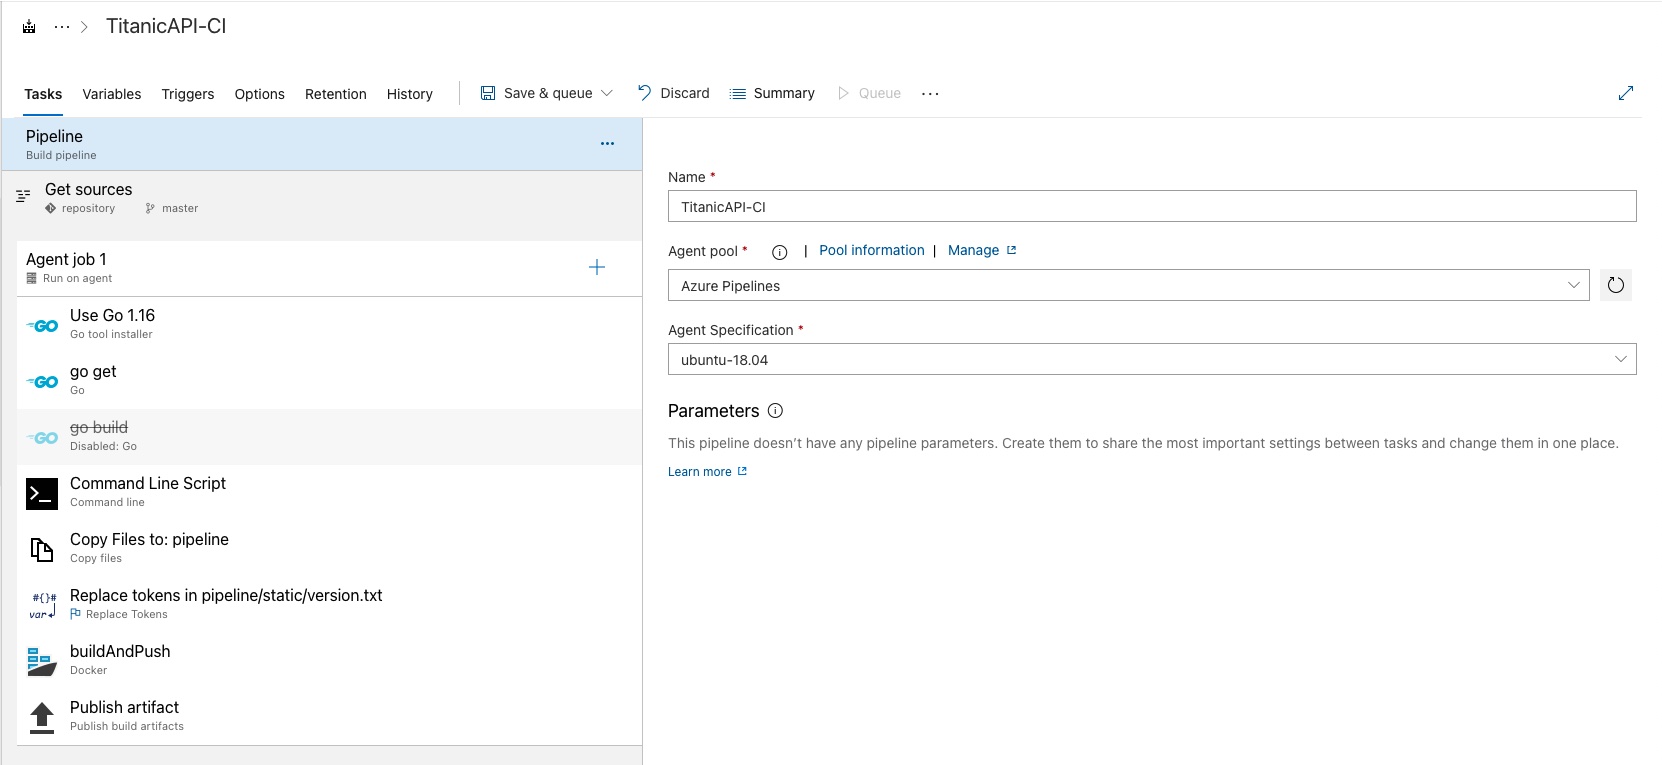 ··· > TitanicAPI-CI
Tasks Variables Triggers Options Retention History Save & queue Discard Summary Queue ···
Pipeline
Build pipeline
···
Get sources
repository master
Agent job 1
Run on agent
Use Go 1.16
Go tool installer
go get
Go
go build
Disabled: Go
Command Line Script
Command line
Copy Files to: pipeline
Copy files
Replace tokens in pipeline/static/version.txt
Replace Tokens
buildAndPush
Docker
Publish artifact
Publish build artifacts
Name *
TitanicAPI-CI
Agent pool * | Pool information | Manage
Azure Pipelines
Agent Specification *
ubuntu-18.04
Parameters
This pipeline doesn't have any pipeline parameters. Create them to share the most important settings between tasks and change them in one place.
Learn more